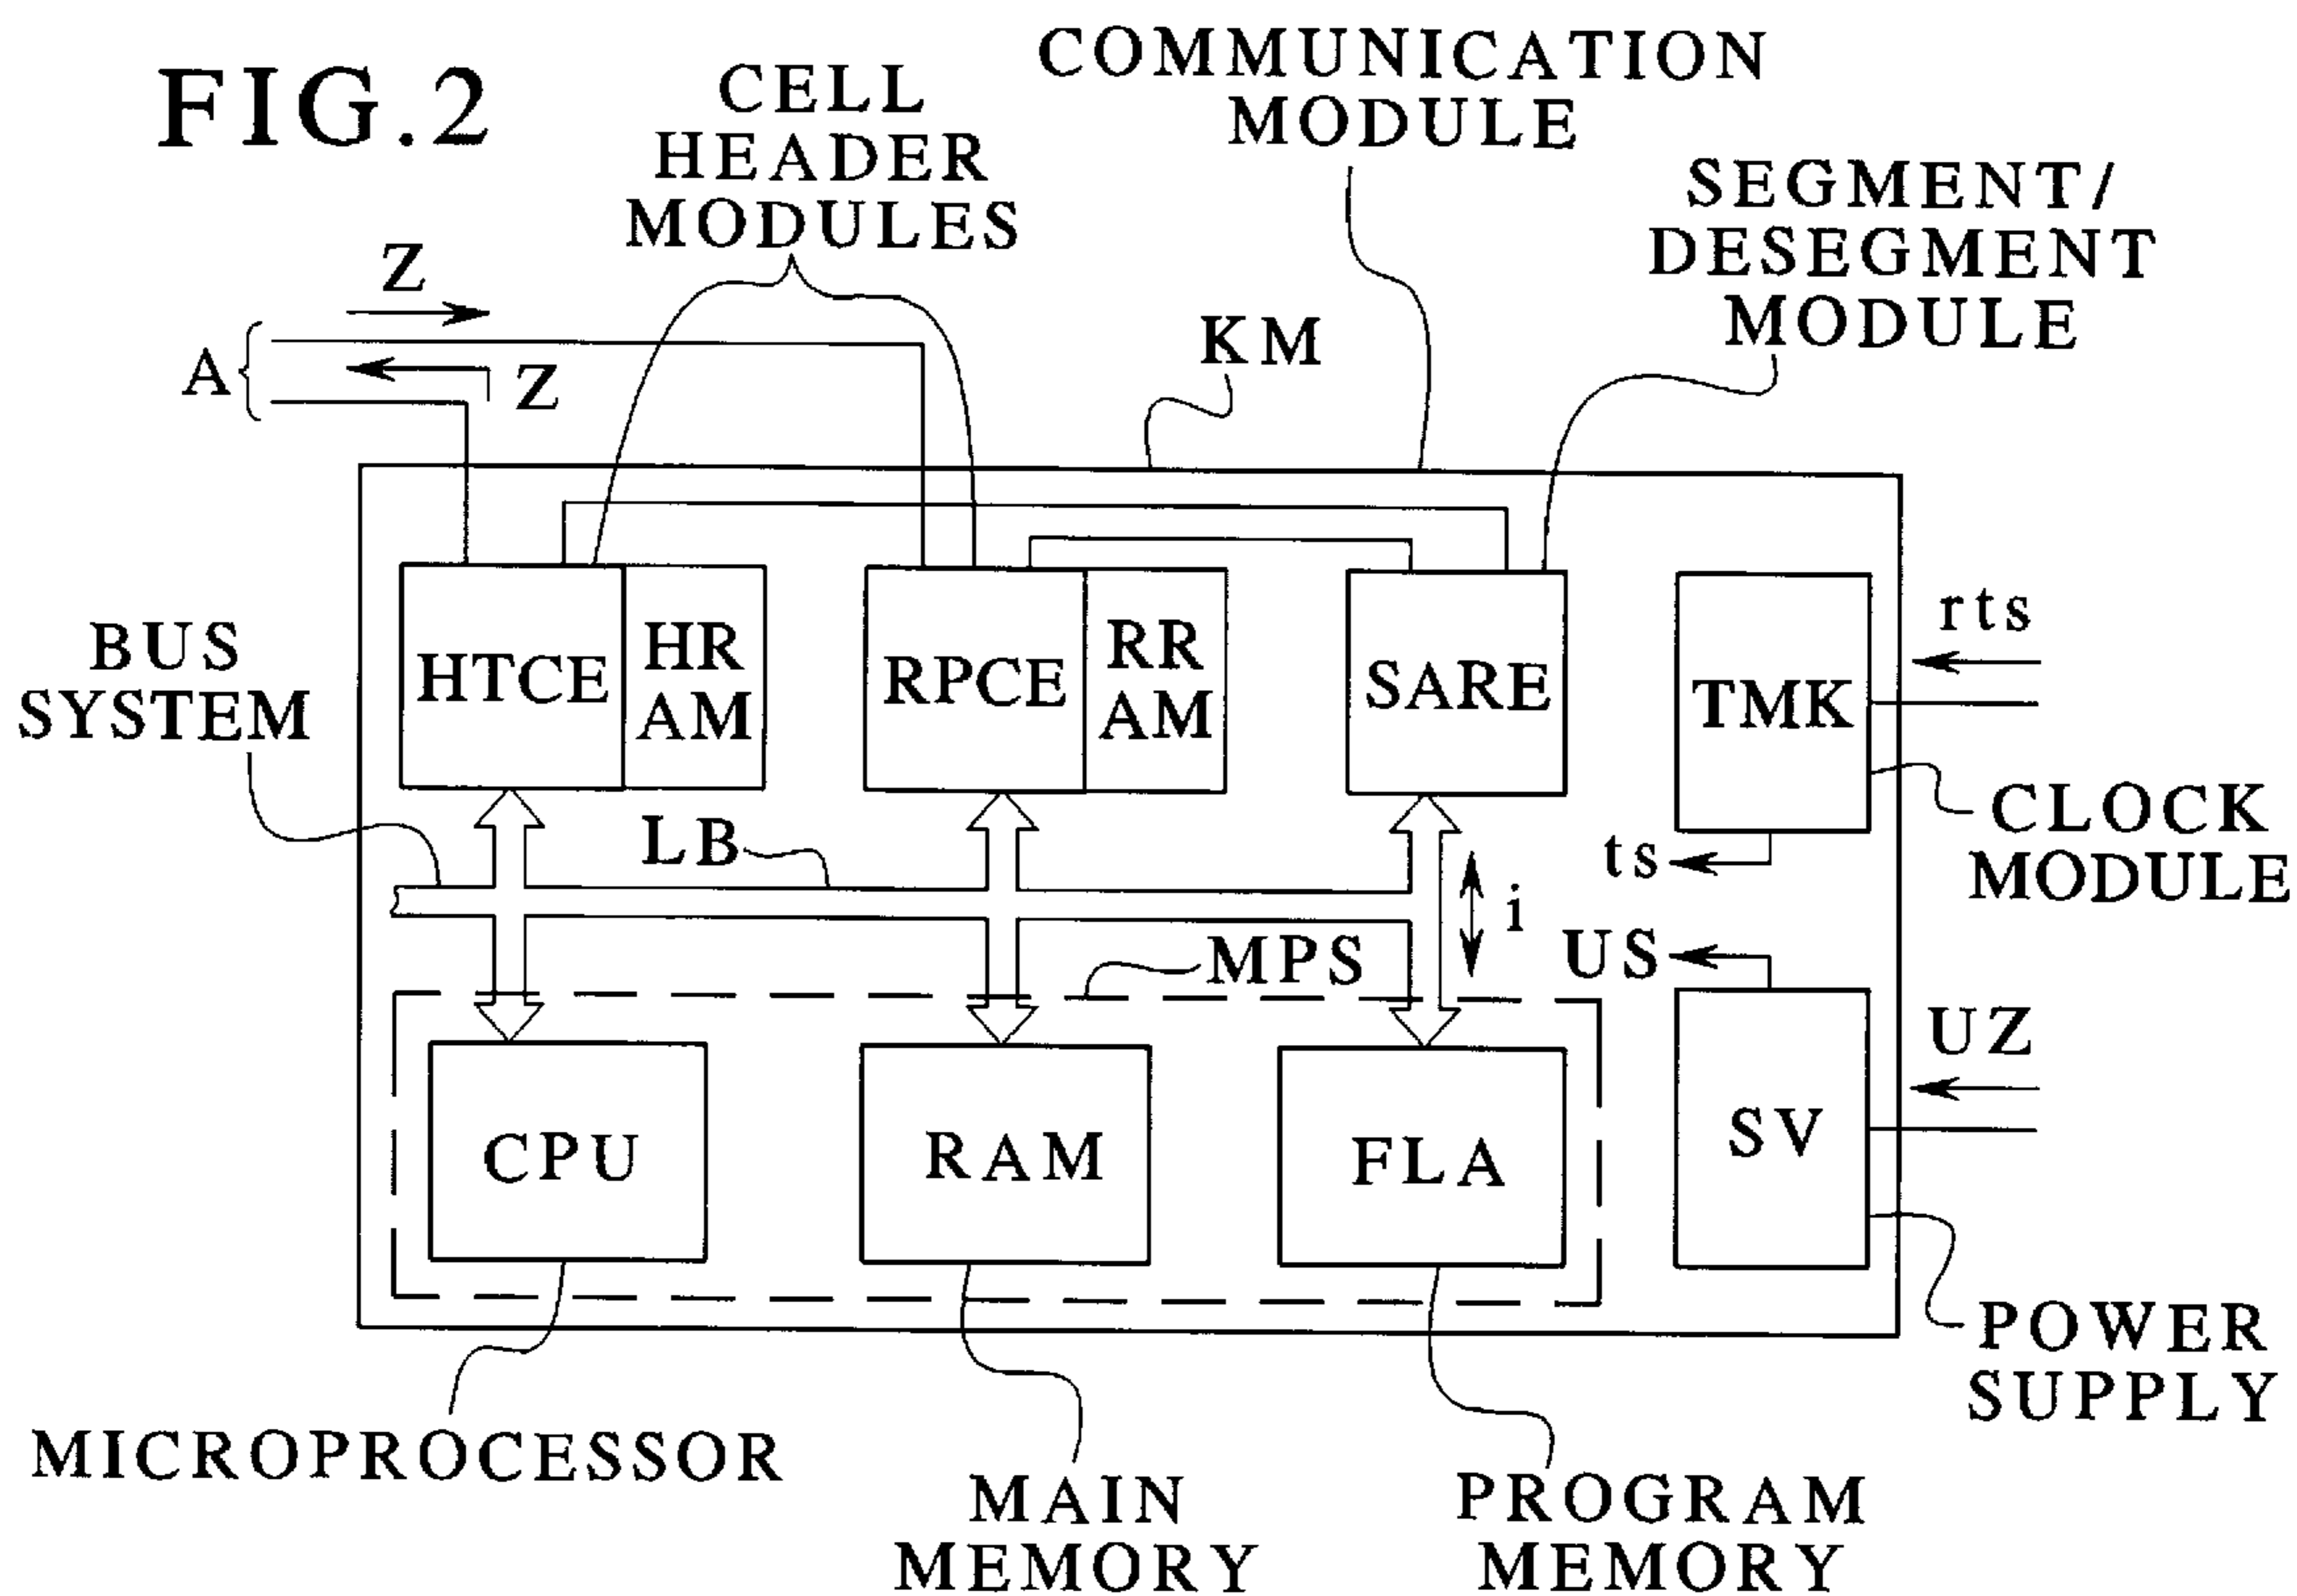 FIG.2
CELL
HEADER
MODULES
COMMUNICATION
MODULE
SEGMENT/
DESEGMENT
MODULE
Z
A
Z
KM
BUS
SYSTEM
HTCE
HR
AM
RPCE
RR
AM
SARE
TMK
rts
CLOCK
MODULE
LB
ts
i
MPS
US
UZ
CPU
RAM
FLA
SV
POWER
SUPPLY
MICROPROCESSOR
MAIN
MEMORY
PROGRAM
MEMORY